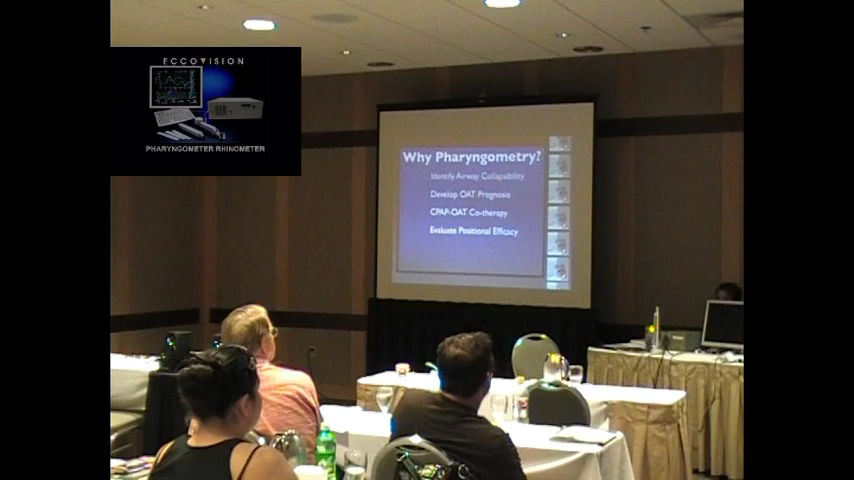 ECCOVISION
PHARYNGOMETER RHINOMETER
Why Pharyngometry?
Identify Airway Collapsibility
Develop OAT Prognosis
CPAP-OAT Co-therapy
Evaluate Positional Efficacy